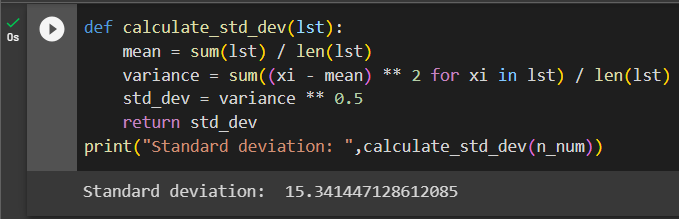 def calculate_std_dev(lst):
    mean = sum(lst) / len(lst)
    variance = sum((xi - mean) ** 2 for xi in lst) / len(lst)
    std_dev = variance ** 0.5
    return std_dev
print("Standard deviation: ",calculate_std_dev(n_num))
0s
Standard deviation:  15.341447128612085